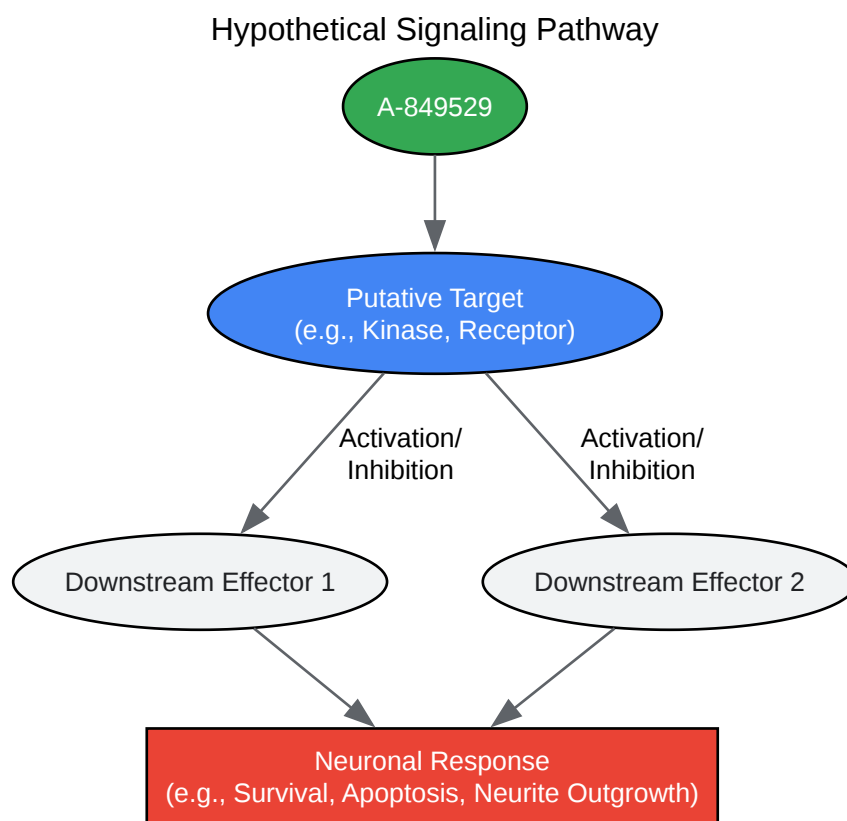 Hypothetical Signaling Pathway
A-849529
Putative Target
(e.g., Kinase, Receptor)
Activation/
Inhibition
Activation/
Inhibition
Downstream Effector 1
Downstream Effector 2
Neuronal Response
(e.g., Survival, Apoptosis, Neurite Outgrowth)